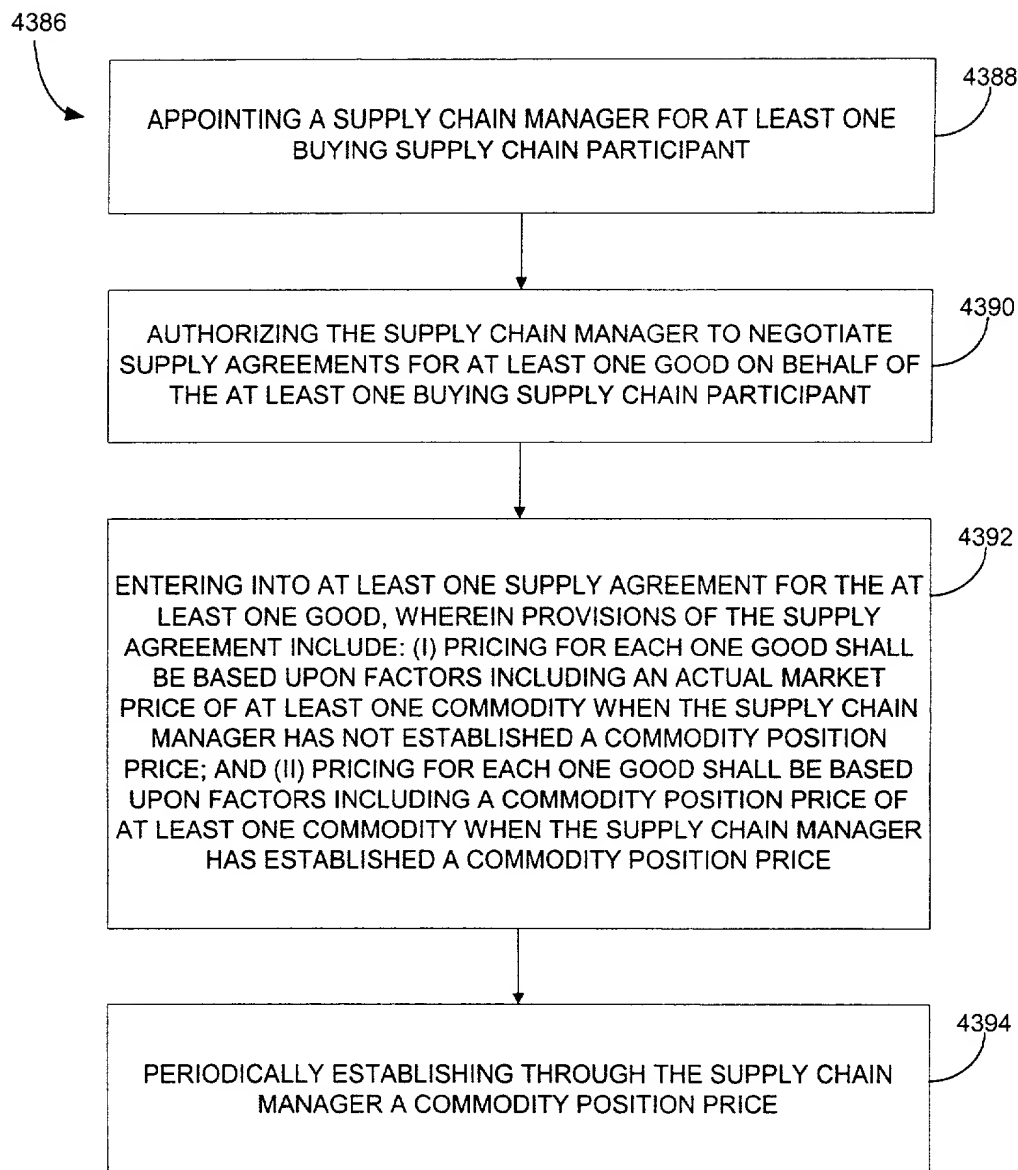 4386
4388
APPOINTING A SUPPLY CHAIN MANAGER FOR AT LEAST ONE
BUYING SUPPLY CHAIN PARTICIPANT
4390
AUTHORIZING THE SUPPLY CHAIN MANAGER TO NEGOTIATE
SUPPLY AGREEMENTS FOR AT LEAST ONE GOOD ON BEHALF OF
THE AT LEAST ONE BUYING SUPPLY CHAIN PARTICIPANT
4392
ENTERING INTO AT LEAST ONE SUPPLY AGREEMENT FOR THE AT
LEAST ONE GOOD, WHEREIN PROVISIONS OF THE SUPPLY
AGREEMENT INCLUDE: (I) PRICING FOR EACH ONE GOOD SHALL
BE BASED UPON FACTORS INCLUDING AN ACTUAL MARKET
PRICE OF AT LEAST ONE COMMODITY WHEN THE SUPPLY CHAIN
MANAGER HAS NOT ESTABLISHED A COMMODITY POSITION
PRICE; AND (II) PRICING FOR EACH ONE GOOD SHALL BE BASED
UPON FACTORS INCLUDING A COMMODITY POSITION PRICE OF
AT LEAST ONE COMMODITY WHEN THE SUPPLY CHAIN MANAGER
HAS ESTABLISHED A COMMODITY POSITION PRICE
4394
PERIODICALLY ESTABLISHING THROUGH THE SUPPLY CHAIN
MANAGER A COMMODITY POSITION PRICE